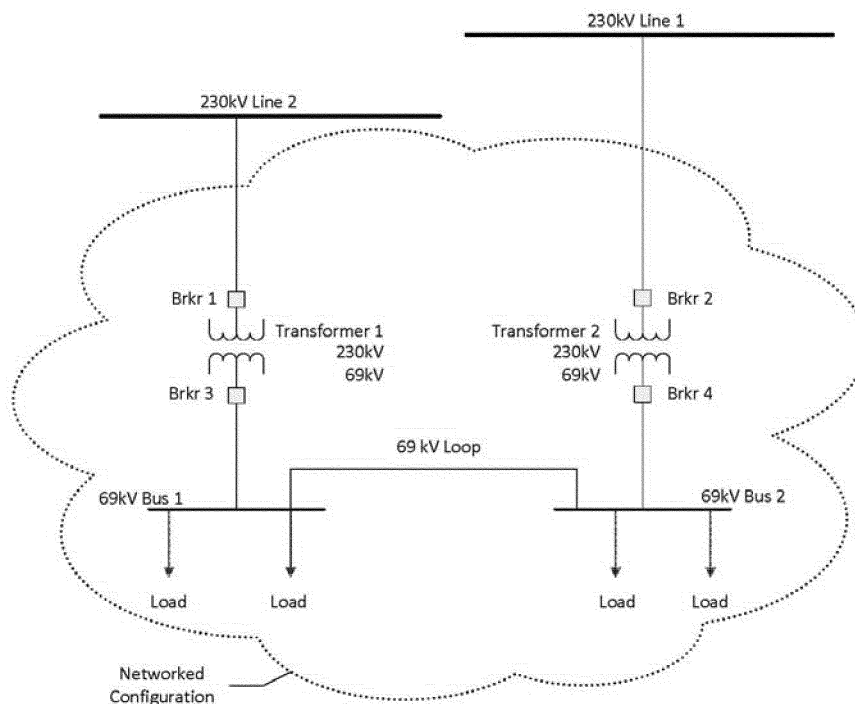 230kV Line 1
230kV Line 2
Brkr 1
Brkr 2
Transformer 1
230kV
69kV
Transformer 2
230kV
69kV
Brkr 3
Brkr 4
69 kV Loop
69kV Bus 1
69kV Bus 2
Load
Load
Load
Load
Networked
Configuration